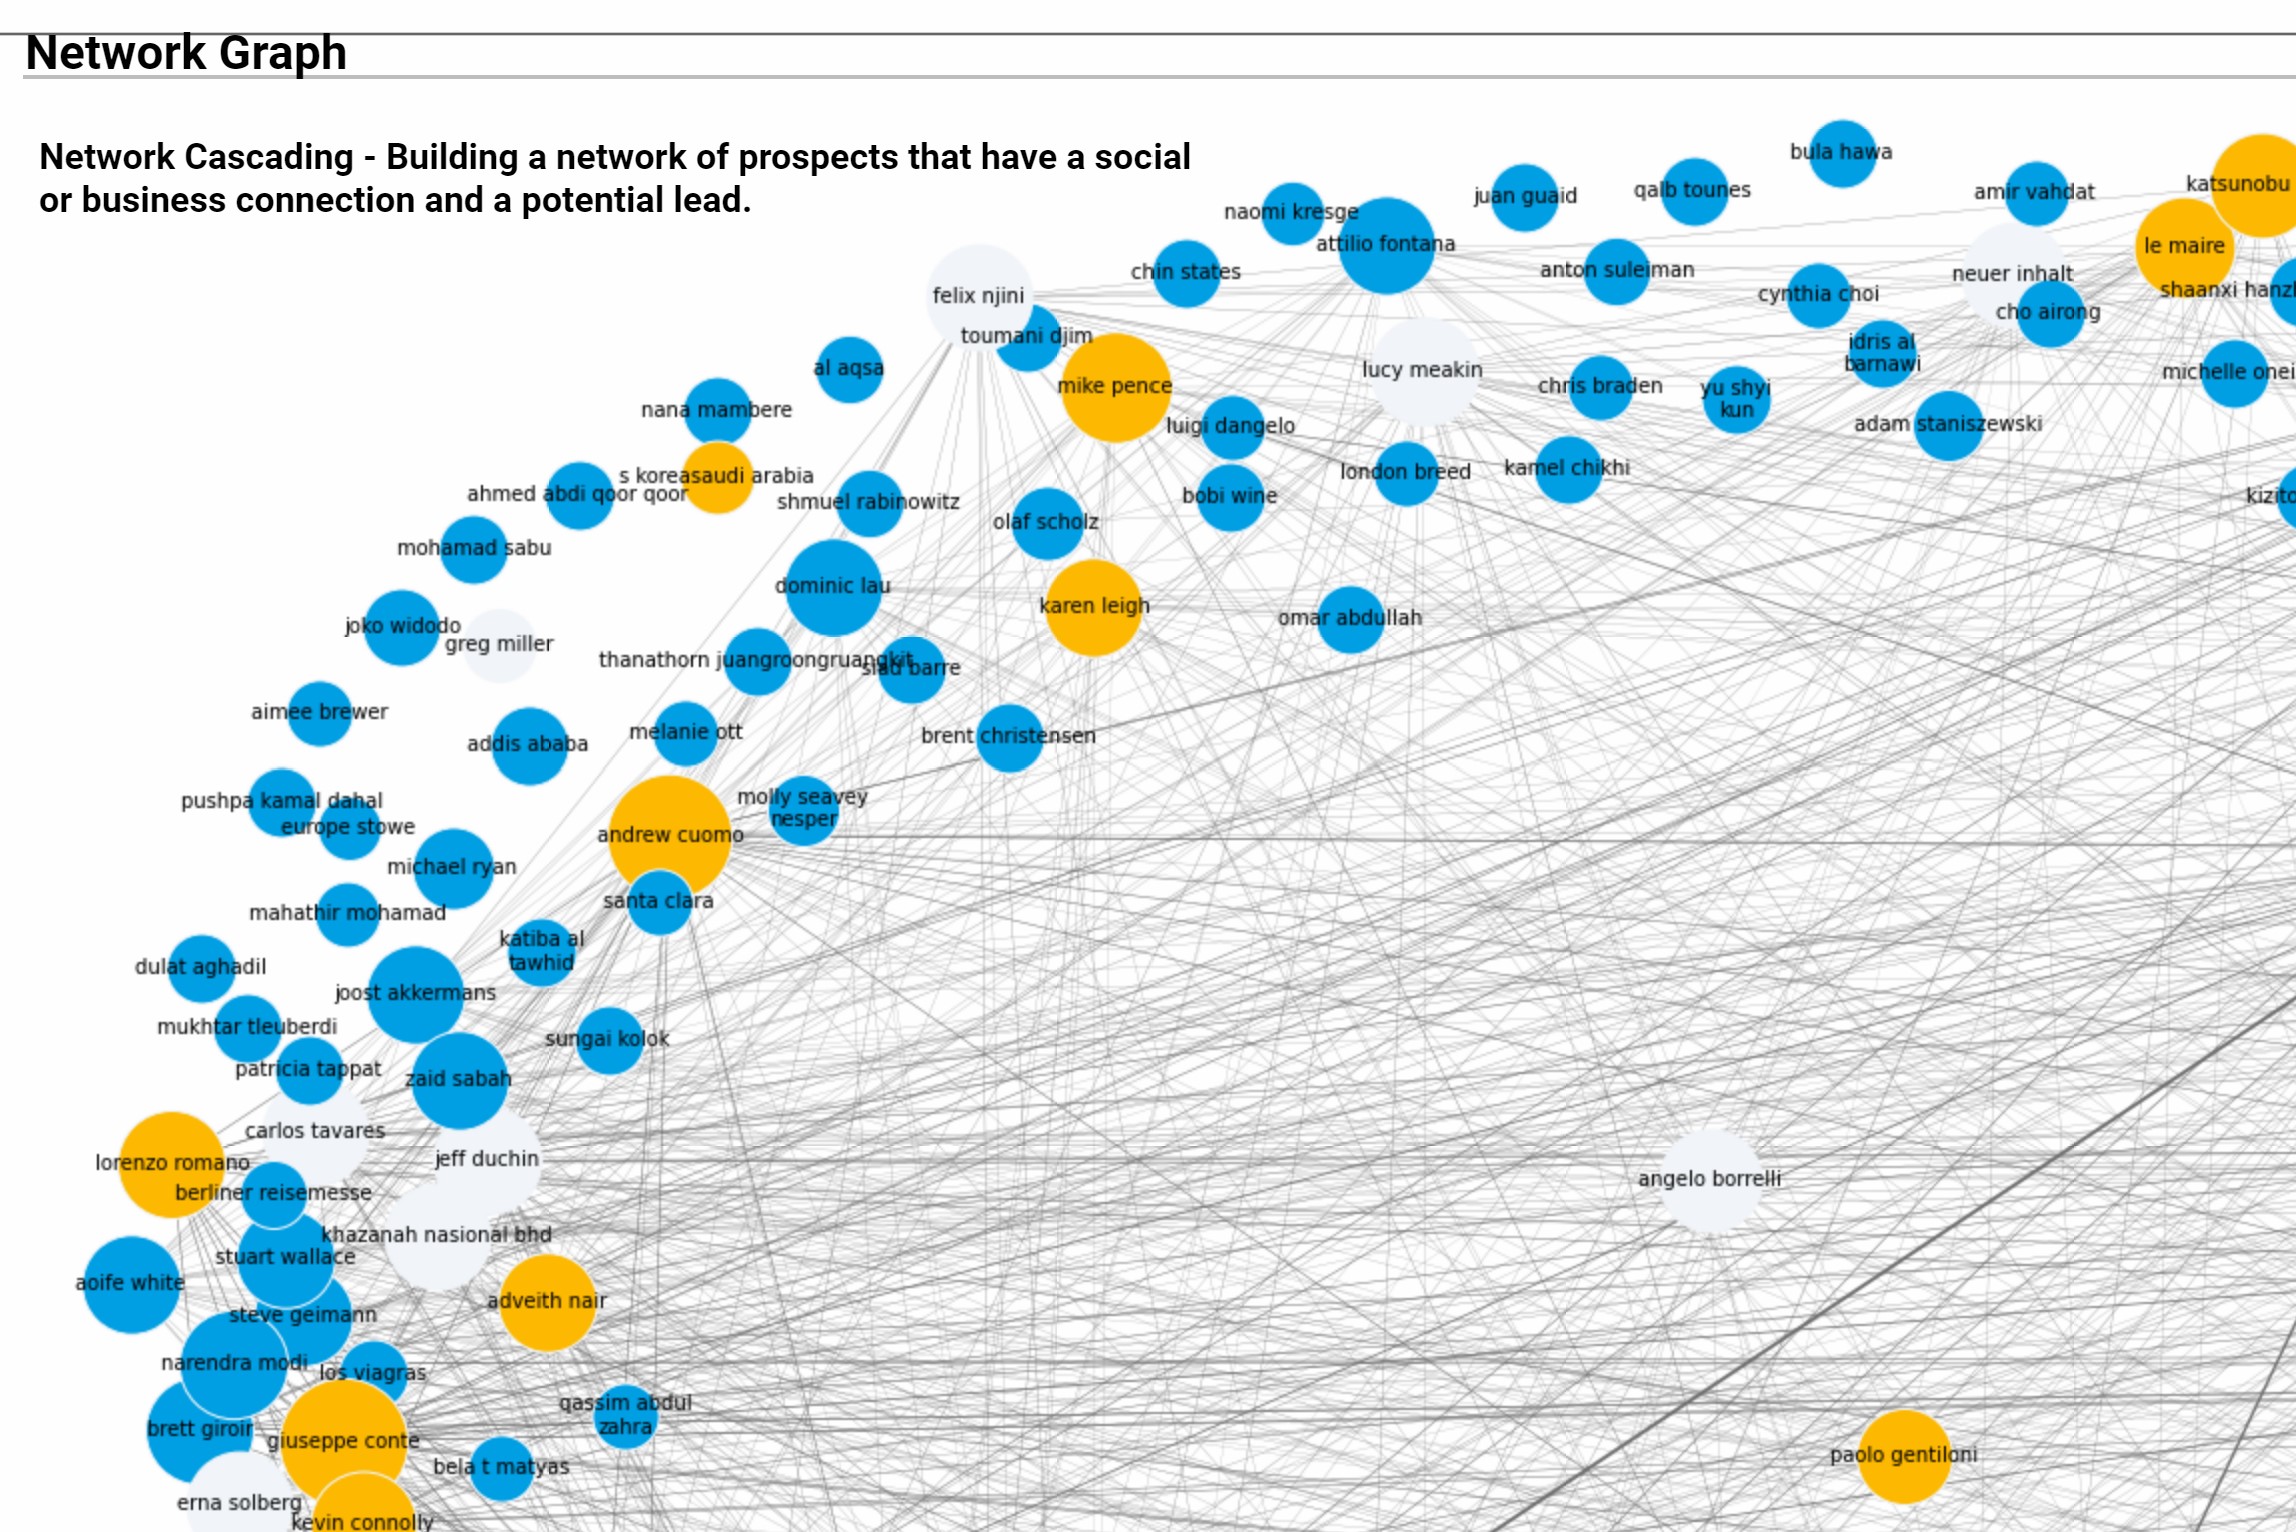 Network Graph
Network Cascading - Building a network of prospects that have a social
or business connection and a potential lead.
bula hawa
katsunobu
qalb tounes
amir vahdat
juan guaid
naomi kresge
attilio fontana
le maire
chin states
anton suleiman
neuer inhalt
shaanxi hanz
cynthia choi
felix njini
cho airong
toumani djim
idris al
barnawi
al aqsa
lucy meakin
michelle onei
mike pence
chris braden
yu shyi
kun
nana mambere
luigi dangelo
adam staniszewski
s koreasaudi arabia
london breed
kamel chikhi
ahmed abdi qoor qoor
shmuel rabinowitz
bobi wine
kizito
olaf scholz
mohamad sabu
dominic lau
karen leigh
omar abdullah
joko widodo
greg miller
thanathorn juangroongruangkit
siad barre
aimee brewer
addis ababa
melanie ott
brent christensen
pushpa kamal dahal
molly seavey
nesper
europe stowe
andrew cuomo
michael ryan
santa clara
mahathir mohamad
katiba al
tawhid
dulat aghadil
joost akkermans
mukhtar tleuberdi
sungai kolok
patricia tappat
zaid sabah
carlos tavares
lorenzo romano
jeff duchin
angelo borrelli
berliner reisemesse
khazanah nasional bhd
stuart wallace
aoife white
adveith nair
steve geimann
narendra modi
los viagras
qassim abdul
zahra
brett giroir
giuseppe conte
paolo gentiloni
bela t matyas
erna solberg
kevin connolly